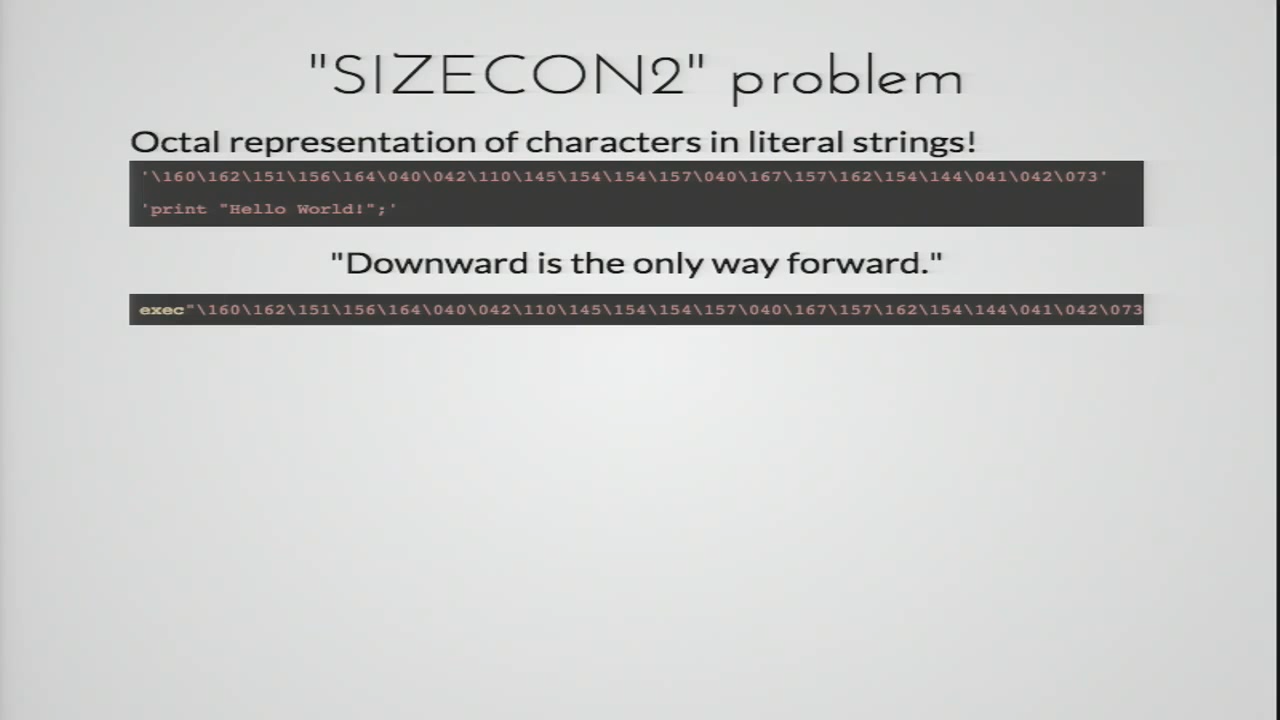 "SIZECON2" problem
Octal representation of characters in literal strings!
'\160\162\151\156\164\040\042\110\145\154\154\157\040\167\157\162\154\144\041\042\073'
'print "Hello World!";'
"Downward is the only way forward."
exec"\160\162\151\156\164\040\042\110\145\154\154\157\040\167\157\162\154\144\041\042\073